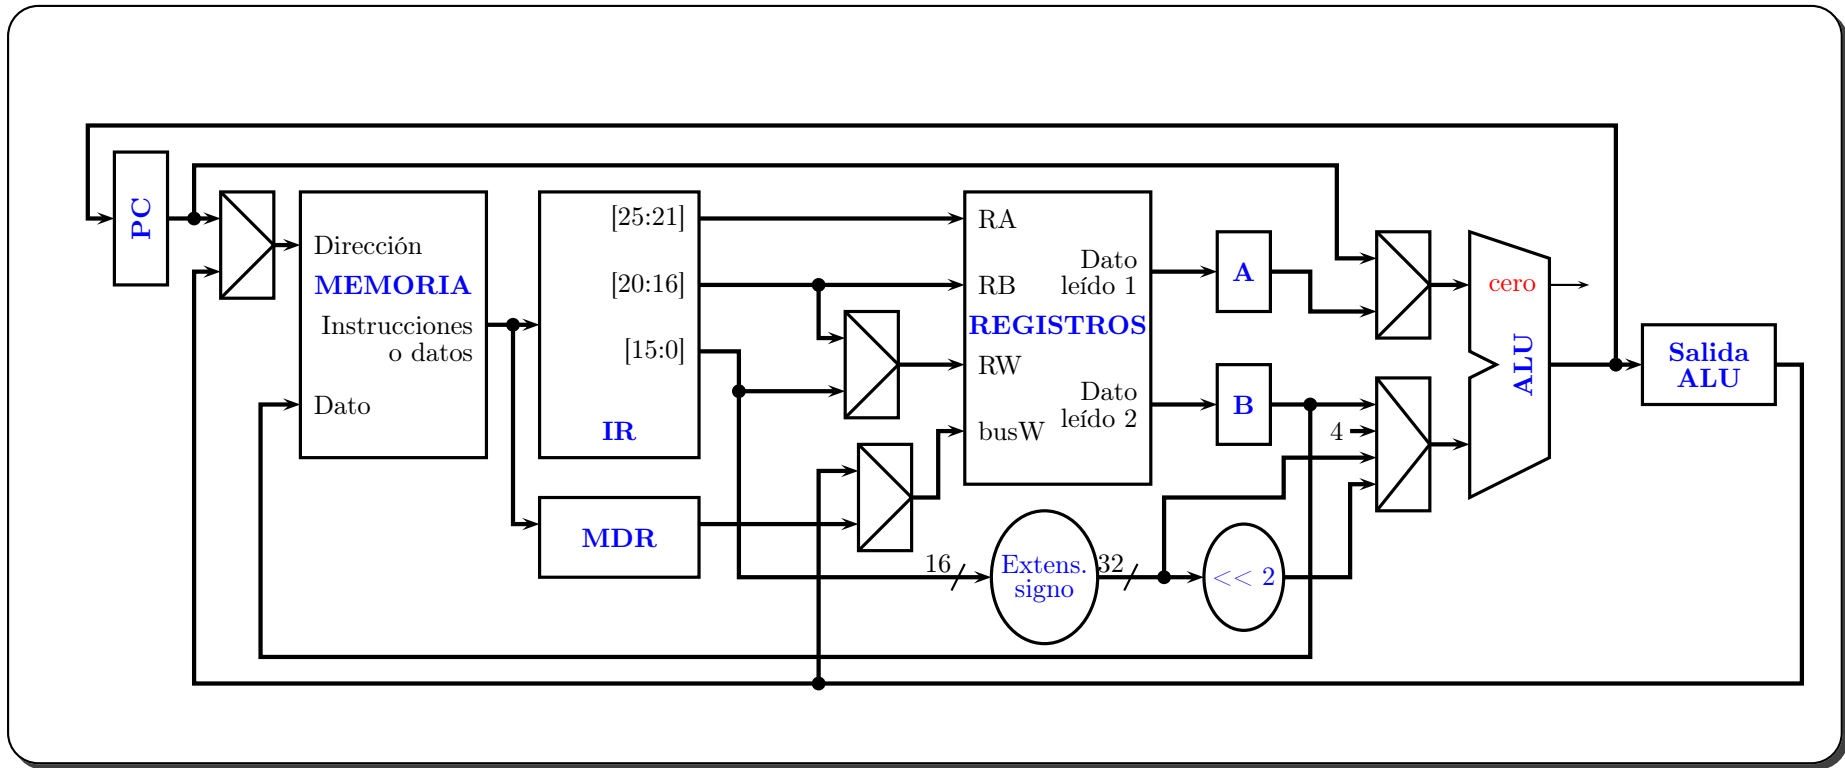 PC
Dirección
MEMORIA
Instrucciones
o datos
Dato
[25:21]
[20:16]
[15:0]
IR
MDR
RA
RB
REGISTROS
RW
busW
Dato
leído 1
Dato
leído 2
16
Extens.
signo
32
<< 2
A
B
4
cero
ALU
Salida
ALU